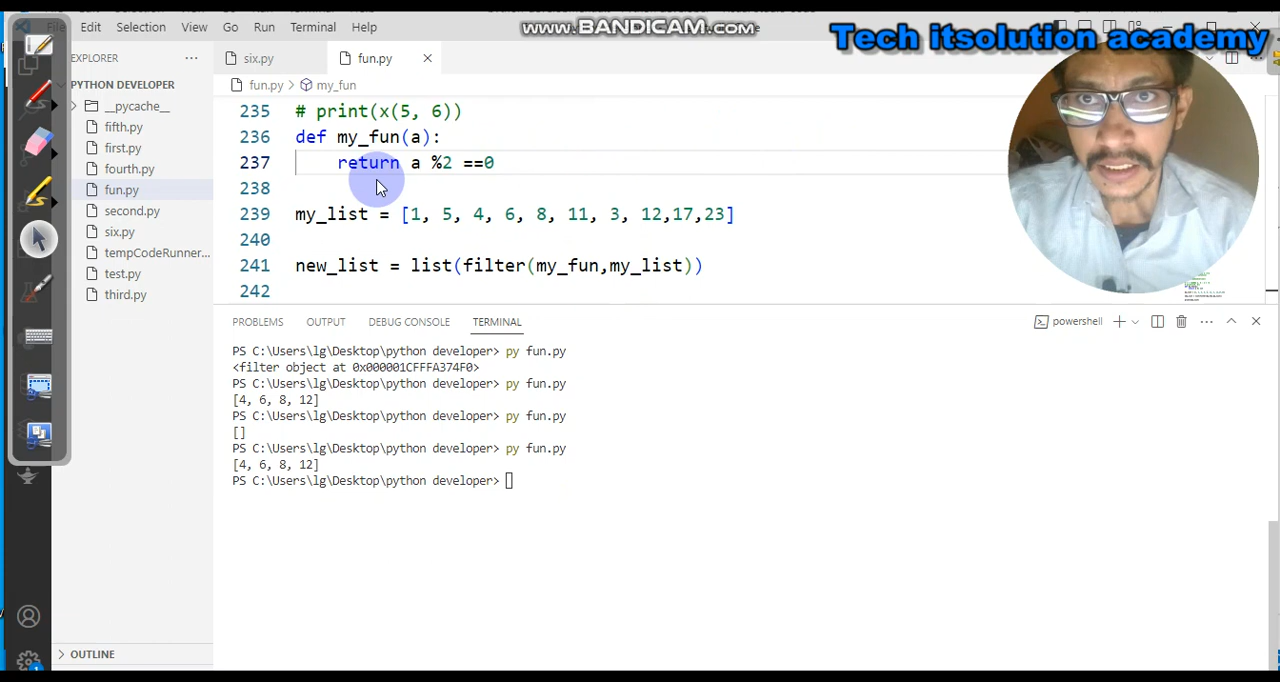 File Edit Selection View Go Run Terminal Help
www.BANDICAM.com
Tech itsolution academy
EXPLORER
six.py
fun.py
PYTHON DEVELOPER
fun.py > my_fun
__pycache__
fifth.py
first.py
fourth.py
fun.py
second.py
six.py
tempCodeRunner...
test.py
third.py
235 # print(x(5, 6))
236 def my_fun(a):
237 return a %2 ==0
238
239 my_list = [1, 5, 4, 6, 8, 11, 3, 12,17,23]
240
241 new_list = list(filter(my_fun,my_list))
242
PROBLEMS OUTPUT DEBUG CONSOLE TERMINAL
powershell
PS C:\Users\lg\Desktop\python developer> py fun.py
<filter object at 0x000001CFFFA374F0>
PS C:\Users\lg\Desktop\python developer> py fun.py
[4, 6, 8, 12]
PS C:\Users\lg\Desktop\python developer> py fun.py
[]
PS C:\Users\lg\Desktop\python developer> py fun.py
[4, 6, 8, 12]
PS C:\Users\lg\Desktop\python developer>
OUTLINE